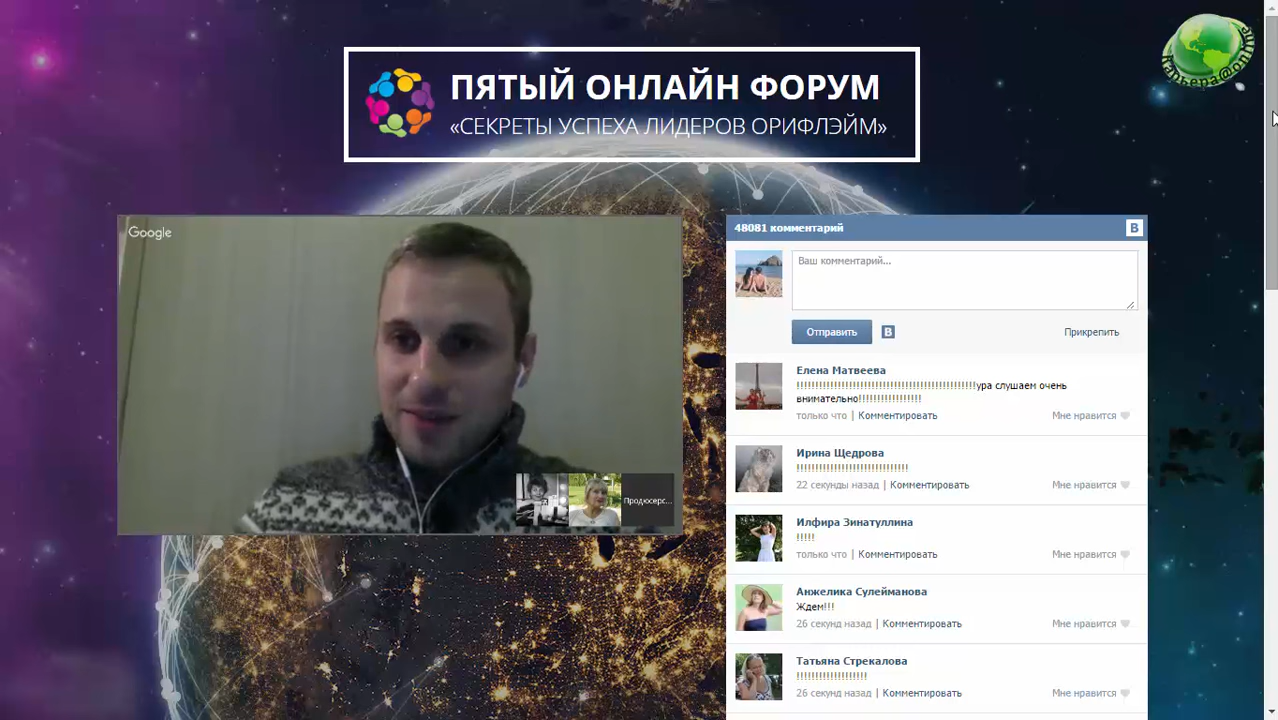 ПЯТЫЙ ОНЛАЙН ФОРУМ
«СЕКРЕТЫ УСПЕХА ЛИДЕРОВ ОРИФЛЭЙМ»
карьера@online
Google
Продюсерс...
48081 комментарий
B
Ваш комментарий...
Отправить
B
Прикрепить
Елена Матвеева
!!!!!!!!!!!!!!!!!!!!!!!!!!!!!!!!!!!!!!!!!!!!!!!!ура слушаем очень
внимательно!!!!!!!!!!!!!!!!!
только что | Комментировать
Мне нравится
Ирина Щедрова
!!!!!!!!!!!!!!!!!!!!!!!!!!!!!!
22 секунды назад | Комментировать
Мне нравится
Илфира Зинатуллина
!!!!!
только что | Комментировать
Мне нравится
Анжелика Сулейманова
Ждем!!!
26 секунд назад | Комментировать
Мне нравится
Татьяна Стрекалова
!!!!!!!!!!!!!!!!!!!
26 секунд назад | Комментировать
Мне нравится